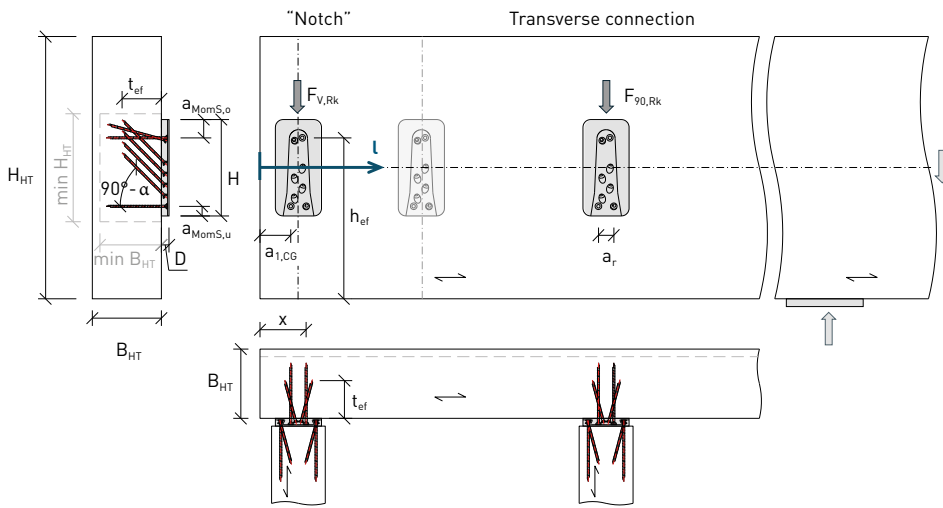 “Notch”
Transverse connection
t_ef
a_MomS,o
F_V,Rk
F_90,Rk
l
H_HT
min H_HT
H
90°- α
h_ef
a_MomS,u
min B_HT
D
a_1,CG
a_r
B_HT
x
B_HT
t_ef